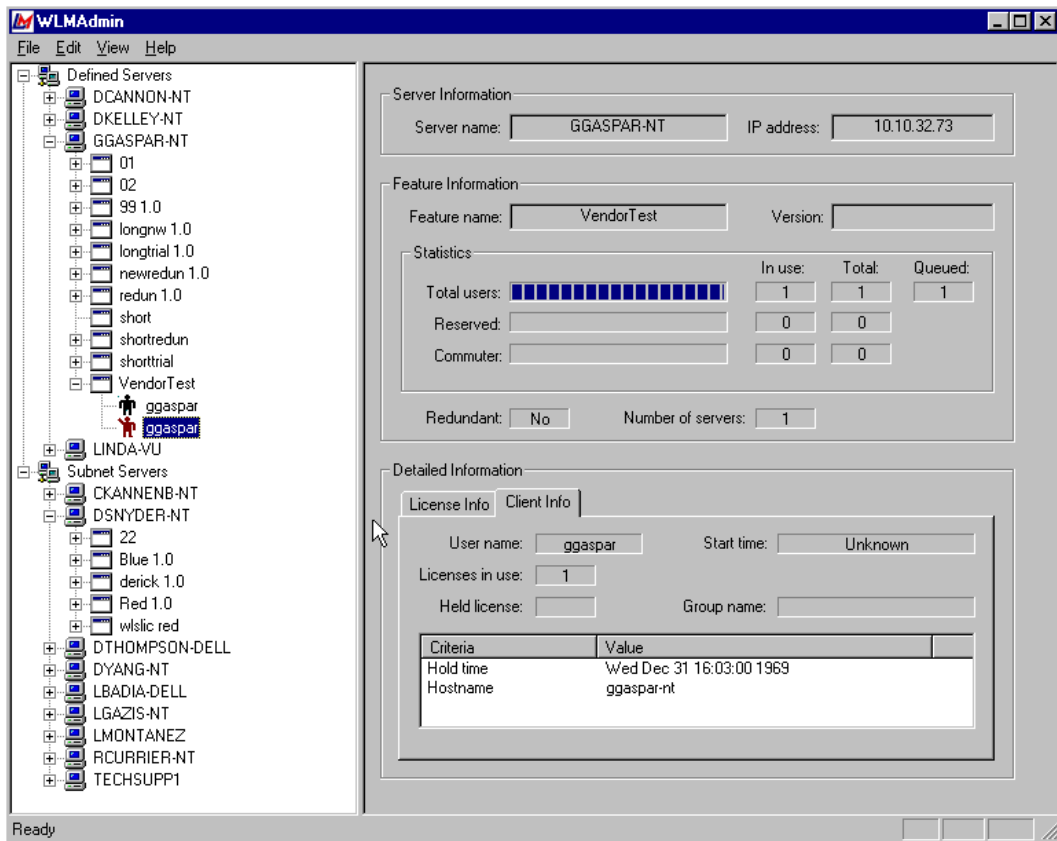 WLMAdmin
File Edit View Help
Defined Servers
DCANNON-NT
DKELLEY-NT
GGASPAR-NT
01
02
99 1.0
longnw 1.0
longtrial 1.0
newredun 1.0
redun 1.0
short
shortredun
shorttrial
VendorTest
ggaspar
ggaspar
LINDA-VU
Subnet Servers
CKANNENB-NT
DSNYDER-NT
22
Blue 1.0
derick 1.0
Red 1.0
wlslic red
DTHOMPSON-DELL
DYANG-NT
LBADIA-DELL
LGAZIS-NT
LMONTANEZ
RCURRIER-NT
TECHSUPP1
Server Information
Server name: GGASPAR-NT IP address: 10.10.32.73
Feature Information
Feature name: VendorTest Version:
Statistics
In use: Total: Queued:
Total users: 1 1 1
Reserved: 0 0
Commuter: 0 0
Redundant: No Number of servers: 1
Detailed Information
License Info Client Info
User name: ggaspar Start time: Unknown
Licenses in use: 1
Held license: Group name:
Criteria Value
Hold time Wed Dec 31 16:03:00 1969
Hostname ggaspar-nt
Ready